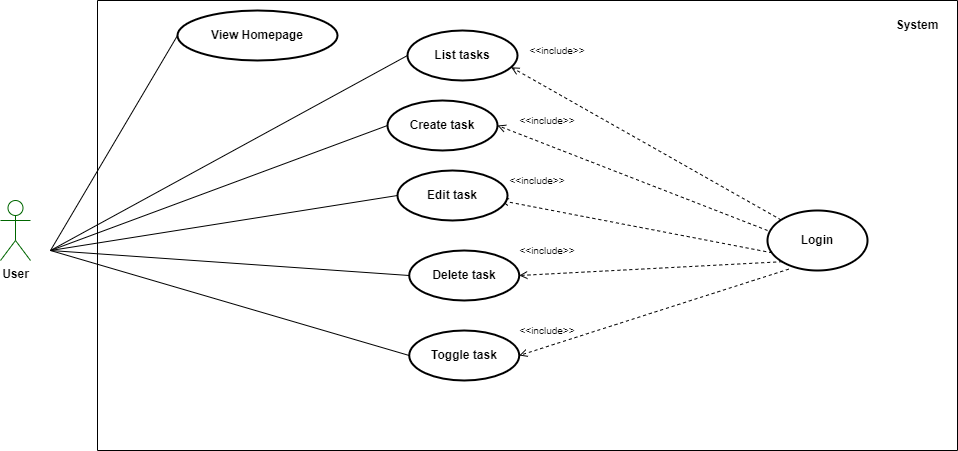 System
View Homepage
List tasks
<<include>>
Create task
<<include>>
Edit task
<<include>>
Login
User
Delete task
<<include>>
Toggle task
<<include>>